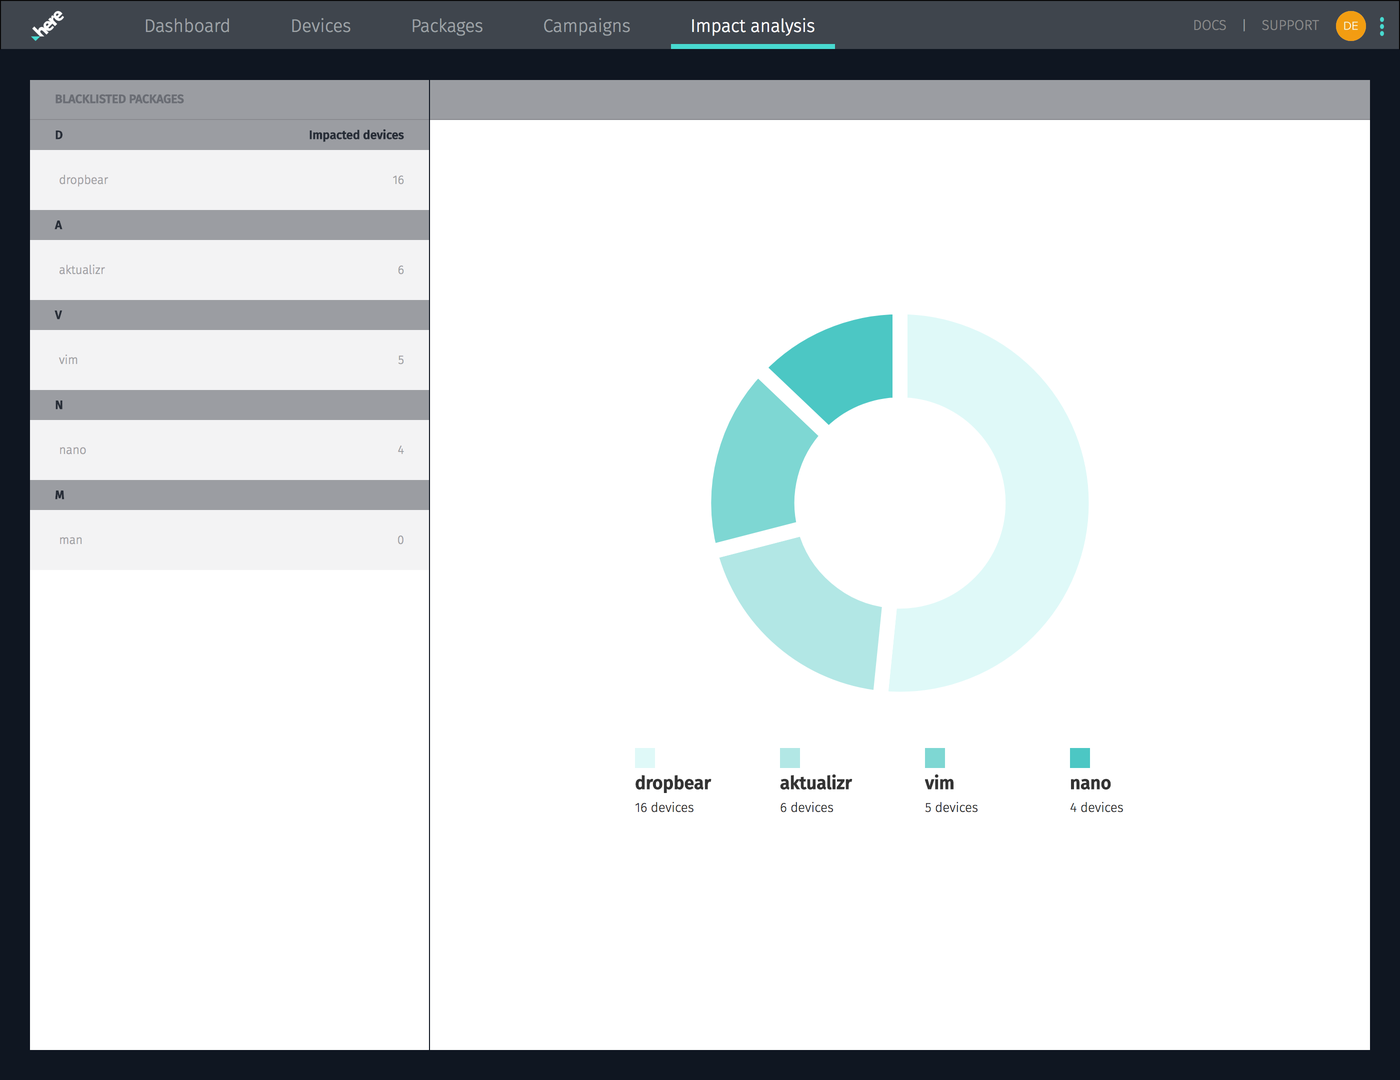 here
Dashboard Devices Packages Campaigns Impact analysis DOCS | SUPPORT DE
BLACKLISTED PACKAGES
D Impacted devices
dropbear 16
A
aktualizr 6
V
vim 5
N
nano 4
M
man 0
dropbear aktualizr vim nano
16 devices 6 devices 5 devices 4 devices